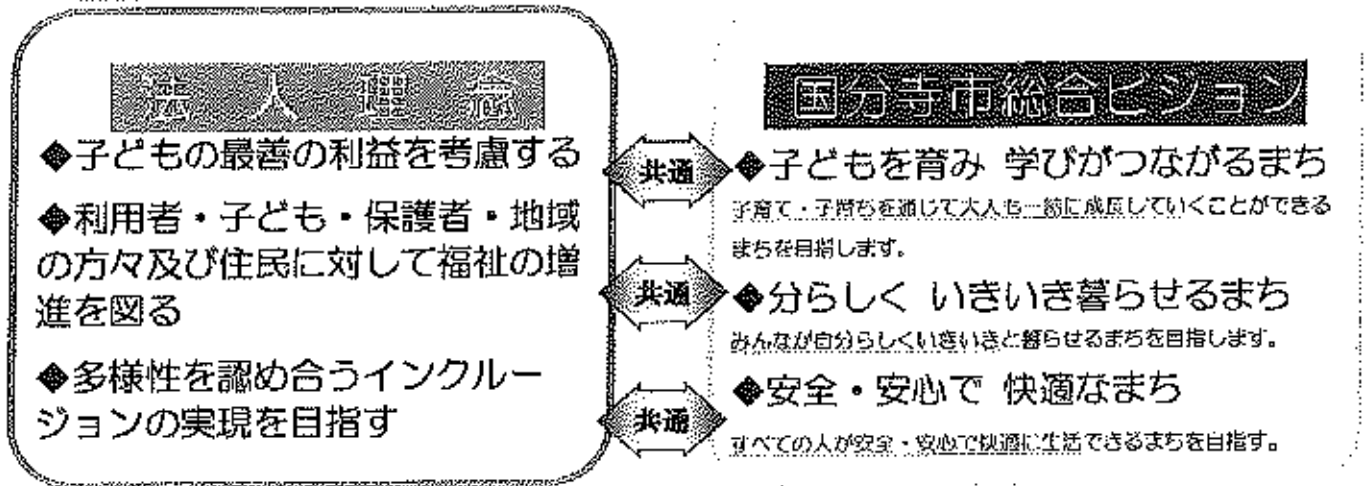 法人理念
◆子どもの最善の利益を考慮する
◆利用者・子ども・保護者・地域
の方々及び住民に対して福祉の増
進を図る
◆多様性を認め合うインクルー
ジョンの実現を目指す
共通
共通
共通
国分寺市総合ビジョン
◆子どもを育み 学びがつながるまち
子育て・子育ちを通じて大人も一緒に成長していくことができる
まちを目指します。
◆分らしく いきいき暮らせるまち
みんなが自分らしくいきいきと暮らせるまちを目指します。
◆安全・安心で 快適なまち
すべての人が安全・安心で快適に生活できるまちを目指す。